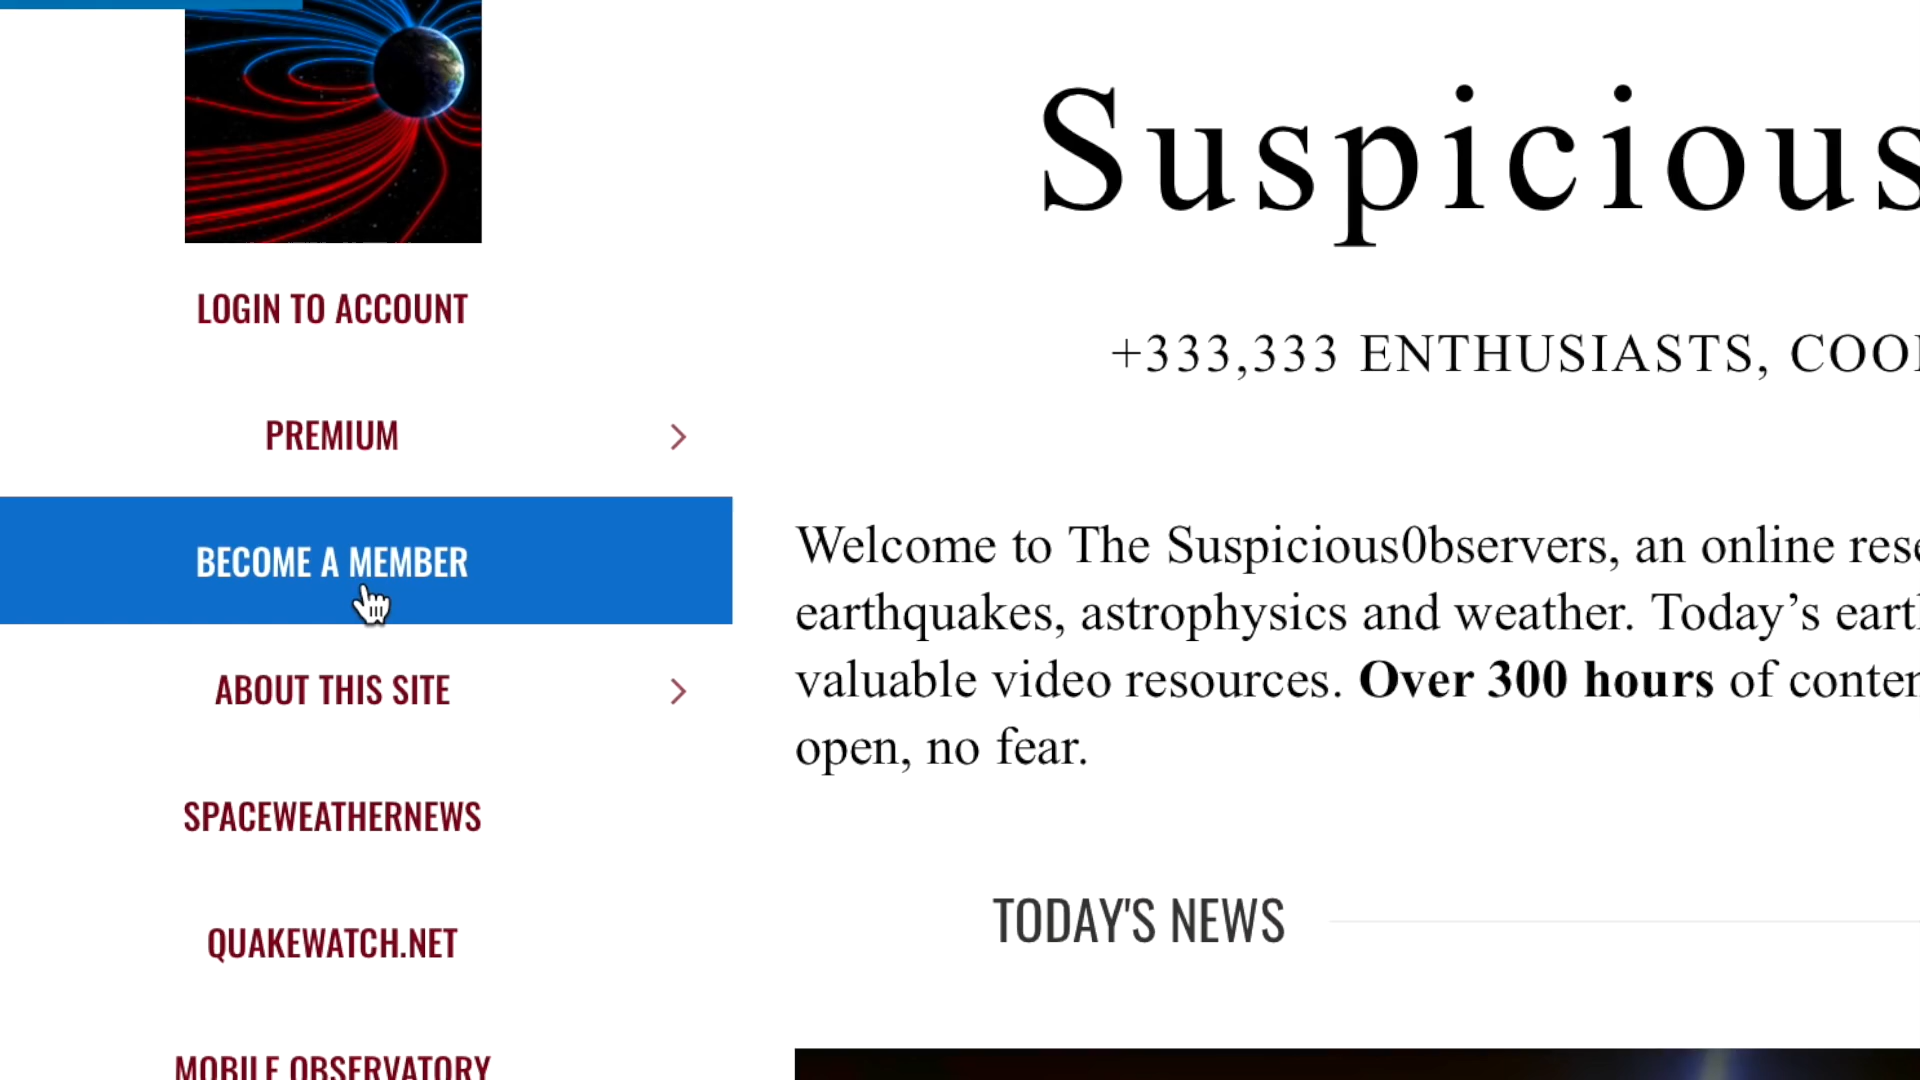 LOGIN TO ACCOUNT
PREMIUM
BECOME A MEMBER
ABOUT THIS SITE
SPACEWEATHERNEWS
QUAKEWATCH.NET
MOBILE OBSERVATORY
Suspicious
+333,333 ENTHUSIASTS,
Welcome to The Suspicious0bservers, an online
earthquakes, astrophysics and weather. Today’s
valuable video resources. Over 300 hours of
open, no fear.
TODAY'S NEWS